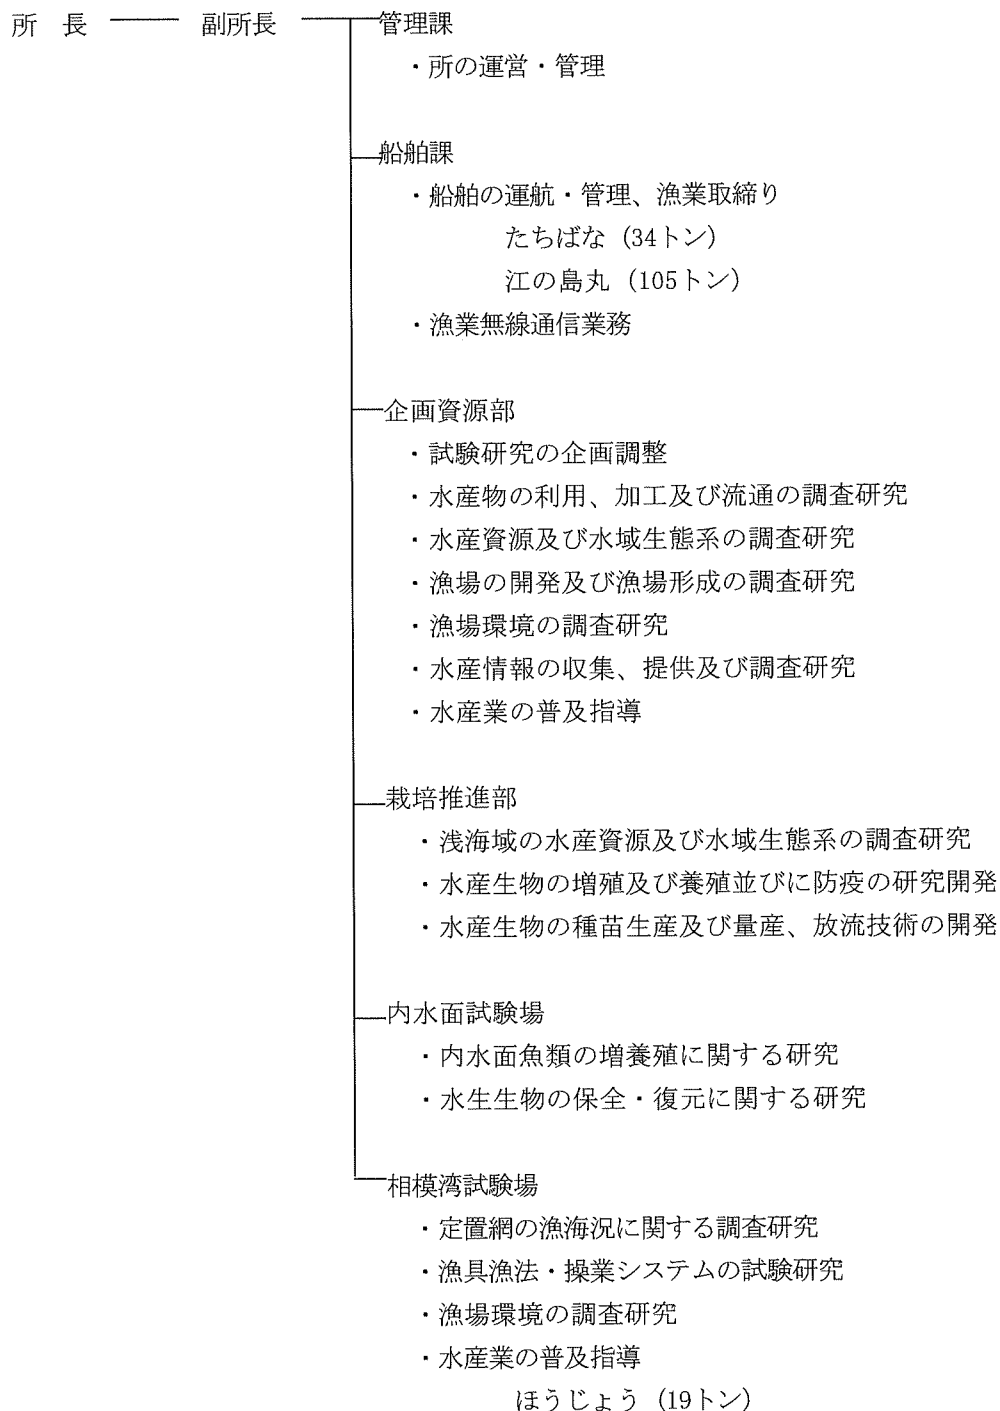 所　長　　副所長　　管理課
・所の運営・管理
船舶課
・船舶の運航・管理、漁業取締り
たちばな（34トン）
江の島丸（105トン）
・漁業無線通信業務
企画資源部
・試験研究の企画調整
・水産物の利用、加工及び流通の調査研究
・水産資源及び水域生態系の調査研究
・漁場の開発及び漁場形成の調査研究
・漁場環境の調査研究
・水産情報の収集、提供及び調査研究
・水産業の普及指導
栽培推進部
・浅海域の水産資源及び水域生態系の調査研究
・水産生物の増殖及び養殖並びに防疫の研究開発
・水産生物の種苗生産及び量産、放流技術の開発
内水面試験場
・内水面魚類の増養殖に関する研究
・水生生物の保全・復元に関する研究
相模湾試験場
・定置網の漁海況に関する調査研究
・漁具漁法・操業システムの試験研究
・漁場環境の調査研究
・水産業の普及指導
ほうじょう（19トン）